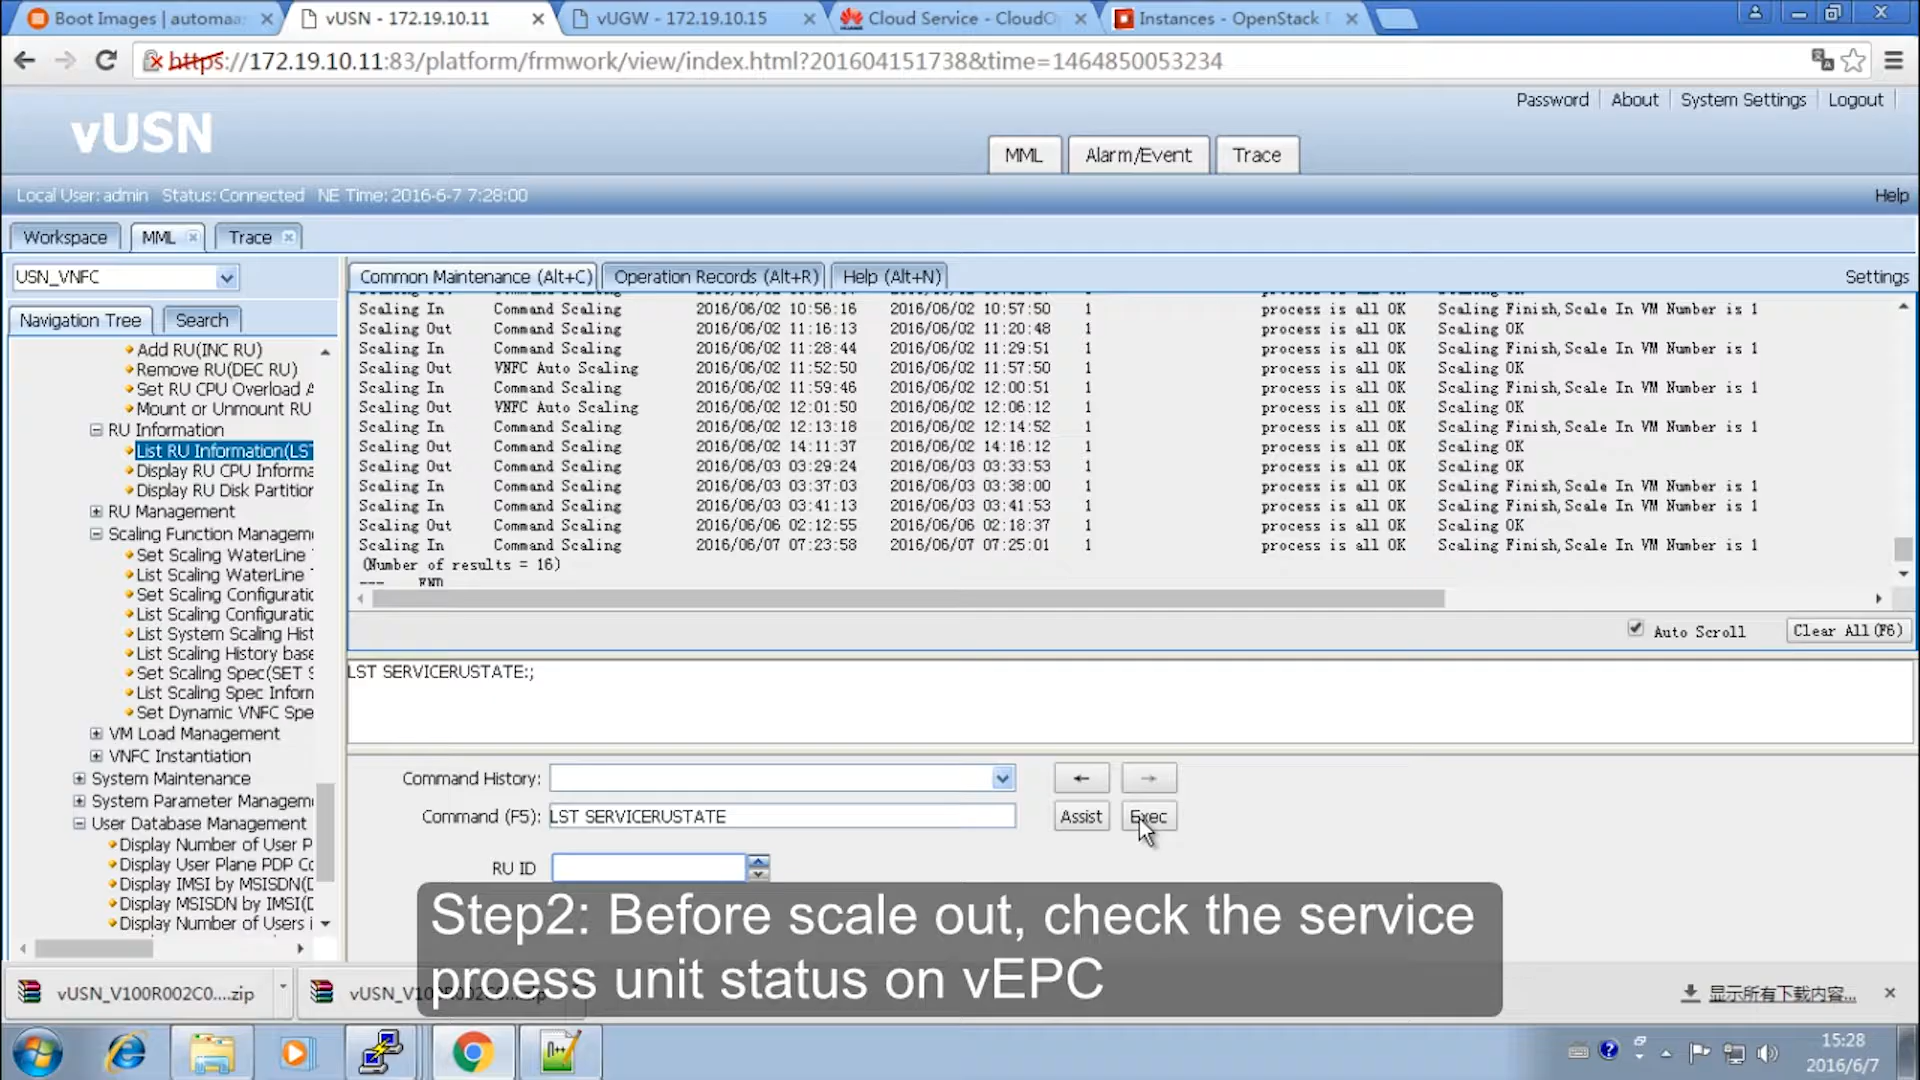 Boot Images | automaa
vUSN - 172.19.10.11
vUGW - 172.19.10.15
Cloud Service - CloudO
Instances - OpenStack
https://172.19.10.11:83/platform/frmwork/view/index.html?201604151738&time=1464850053234
Password About System Settings Logout
vUSN
MML Alarm/Event Trace
Local User: admin Status: Connected NE Time: 2016-6-7 7:28:00 Help
Workspace MML Trace
USN_VNFC
Common Maintenance (Alt+C) Operation Records (Alt+R) Help (Alt+N) Settings
Navigation Tree Search
Add RU(INC RU)
Remove RU(DEC RU)
Set RU CPU Overload A
Mount or Unmount RU
RU Information
List RU Information(LS
Display RU CPU Informa
Display RU Disk Partition
RU Management
Scaling Function Managem
Set Scaling WaterLine
List Scaling WaterLine
Set Scaling Configuratic
List Scaling Configuratic
List System Scaling Hist
List Scaling History base
Set Scaling Spec(SET S
List Scaling Spec Inforn
Set Dynamic VNFC Spe
VM Load Management
VNFC Instantiation
System Maintenance
System Parameter Managem
User Database Management
Display Number of User P
Display User Plane PDP Co
Display IMSI by MSISDN(D
Display MSISDN by IMSI(D
Display Number of Users i
Scaling In Command Scaling 2016/06/02 10:56:16 2016/06/02 10:57:50 1 process is all OK Scaling Finish,Scale In VM Number is 1
Scaling Out Command Scaling 2016/06/02 11:16:13 2016/06/02 11:20:48 1 process is all OK Scaling OK
Scaling In Command Scaling 2016/06/02 11:28:44 2016/06/02 11:29:51 1 process is all OK Scaling Finish,Scale In VM Number is 1
Scaling Out VNFC Auto Scaling 2016/06/02 11:52:50 2016/06/02 11:57:50 1 process is all OK Scaling OK
Scaling In Command Scaling 2016/06/02 11:59:46 2016/06/02 12:00:51 1 process is all OK Scaling Finish,Scale In VM Number is 1
Scaling Out VNFC Auto Scaling 2016/06/02 12:01:50 2016/06/02 12:06:12 1 process is all OK Scaling OK
Scaling In Command Scaling 2016/06/02 12:13:18 2016/06/02 12:14:52 1 process is all OK Scaling Finish,Scale In VM Number is 1
Scaling Out Command Scaling 2016/06/02 14:11:37 2016/06/02 14:16:12 1 process is all OK Scaling OK
Scaling Out Command Scaling 2016/06/03 03:29:24 2016/06/03 03:33:53 1 process is all OK Scaling OK
Scaling In Command Scaling 2016/06/03 03:37:03 2016/06/03 03:38:00 1 process is all OK Scaling Finish,Scale In VM Number is 1
Scaling In Command Scaling 2016/06/03 03:41:13 2016/06/03 03:41:53 1 process is all OK Scaling Finish,Scale In VM Number is 1
Scaling Out Command Scaling 2016/06/06 02:12:55 2016/06/06 02:18:37 1 process is all OK Scaling OK
Scaling In Command Scaling 2016/06/07 07:23:58 2016/06/07 07:25:01 1 process is all OK Scaling Finish,Scale In VM Number is 1
(Number of results = 16)
--- END
Auto Scroll Clear All(F6)
LST SERVICERUSTATE:;
Command History:
Command (F5): LST SERVICERUSTATE Assist Exec
RU ID
Step2: Before scale out, check the service
proess unit status on vEPC
vUSN_V100R002C0....zip
vUSN_V100R002C0....zip
显示所有下载内容...
15:28
2016/6/7